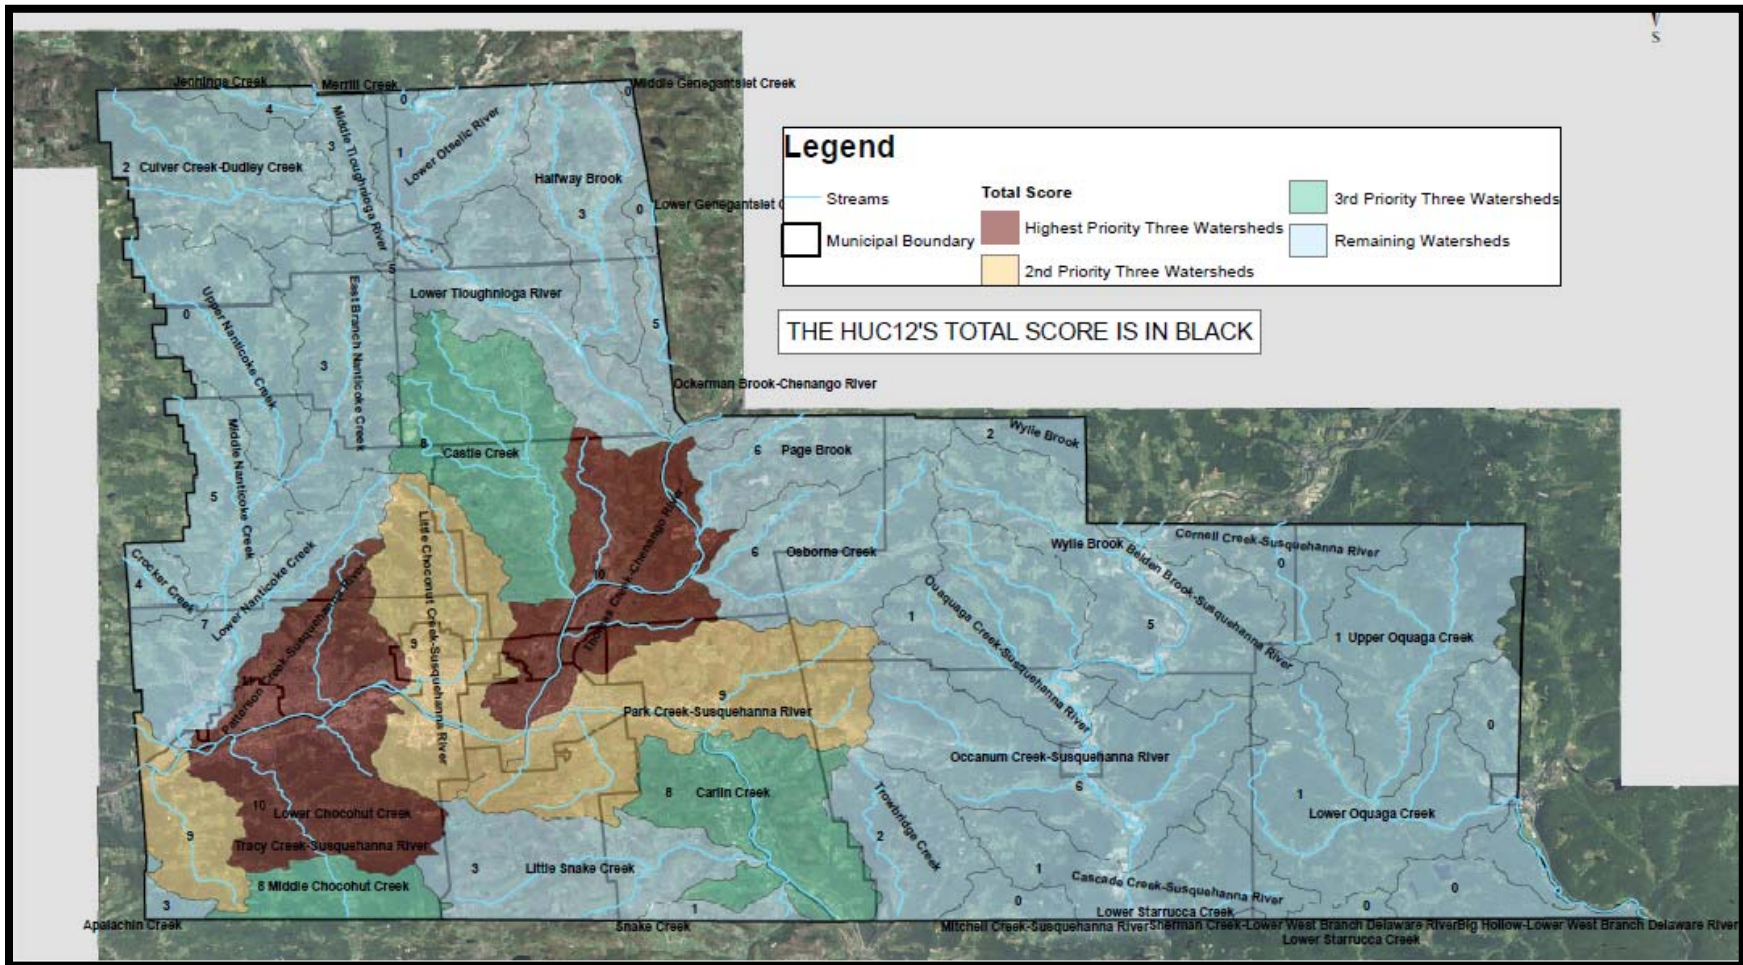 S
Jennings Creek
Merrill Creek
Middle Genegantslet Creek
0
0
4
Middle Tioughnioga River
3
1
Lower Otselic River
2
Culver Creek-Dudley Creek
Halfway Brook
3
0
Lower Genegantslet C
Legend
Streams
Municipal Boundary
Total Score
Highest Priority Three Watersheds
2nd Priority Three Watersheds
3rd Priority Three Watersheds
Remaining Watersheds
THE HUC12'S TOTAL SCORE IS IN BLACK
5
Lower Tioughnioga River
Upper Nanticoke Creek
0
East Branch Nanticoke Creek
3
5
Ockerman Brook-Chenango River
Middle Nanticoke Creek
5
8
Castle Creek
6
Page Brook
2
Wylie Brook
Little Choconut Creek-Susquehanna River
9
Thomas Creek-Chenango River
10
6
Osborne Creek
Wylie Brook
Belden Brook-Susquehanna River
Cornell Creek-Susquehanna River
0
Crocker Creek
4
Lower Nanticoke Creek
7
Patterson Creek-Susquehanna River
11
Ouaquaga Creek-Susquehanna River
1
5
1
Upper Oquaga Creek
9
Park Creek-Susquehanna River
Occanum Creek-Susquehanna River
6
0
8
Carlin Creek
1
Lower Oquaga Creek
10
Lower Chocohut Creek
Tracy Creek-Susquehanna River
9
Trowbridge Creek
2
3
Little Snake Creek
1
8 Middle Chocohut Creek
Cascade Creek-Susquehanna River
0
0
3
1
0
Lower Starrucca Creek
Apalachin Creek
Snake Creek
Mitchell Creek-Susquehanna River
Sherman Creek-Lower West Branch Delaware River
Big Hollow-Lower West Branch Delaware River
Lower Starrucca Creek